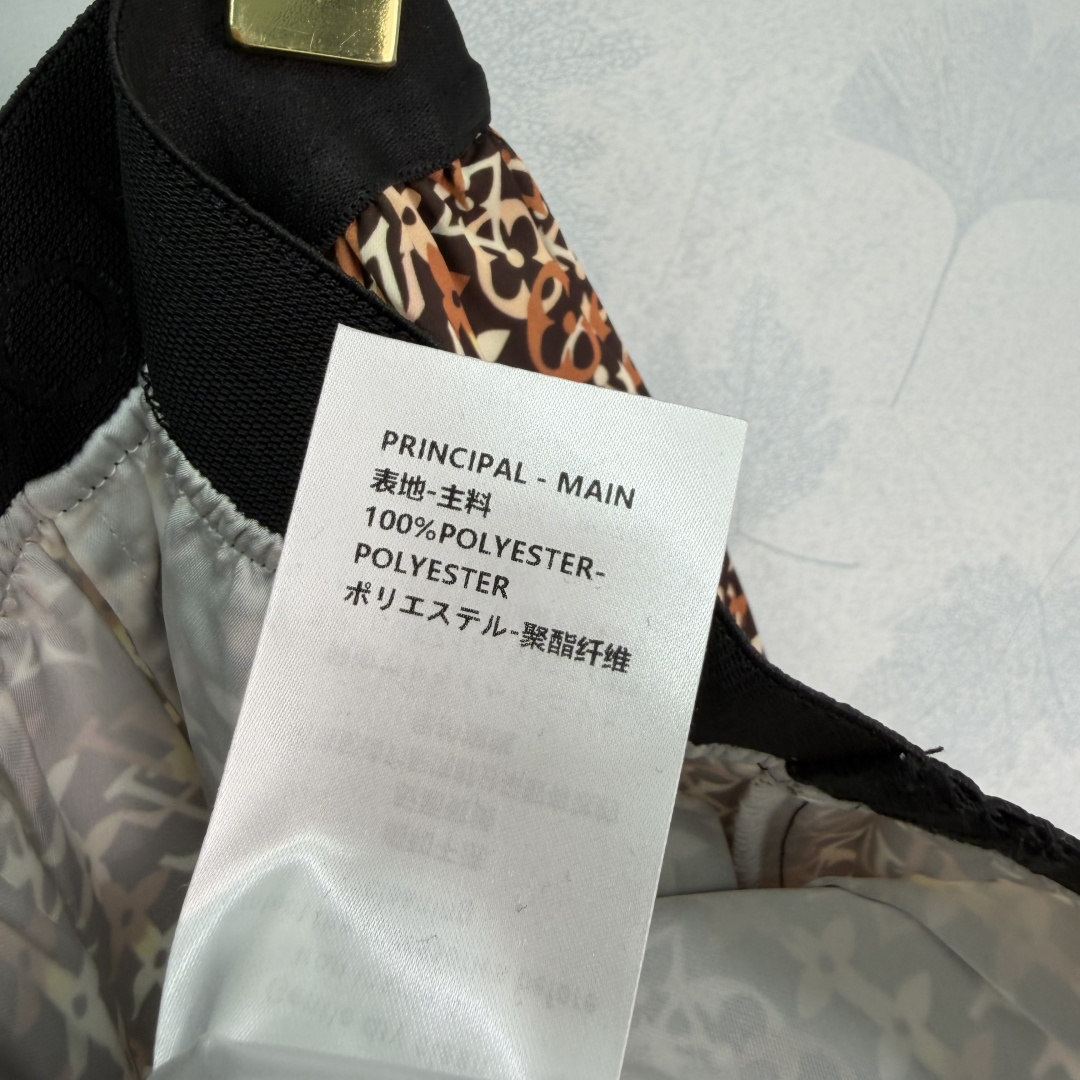 PRINCIPAL - MAIN
表地-主料
100%POLYESTER-
POLYESTER
ポリエステル-聚酯纤维